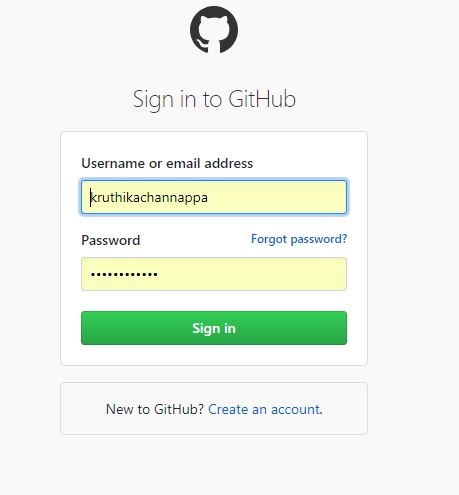 Sign in to GitHub
Username or email address
kruthikachannappa
Password Forgot password?
••••••••••••
Sign in
New to GitHub? Create an account.